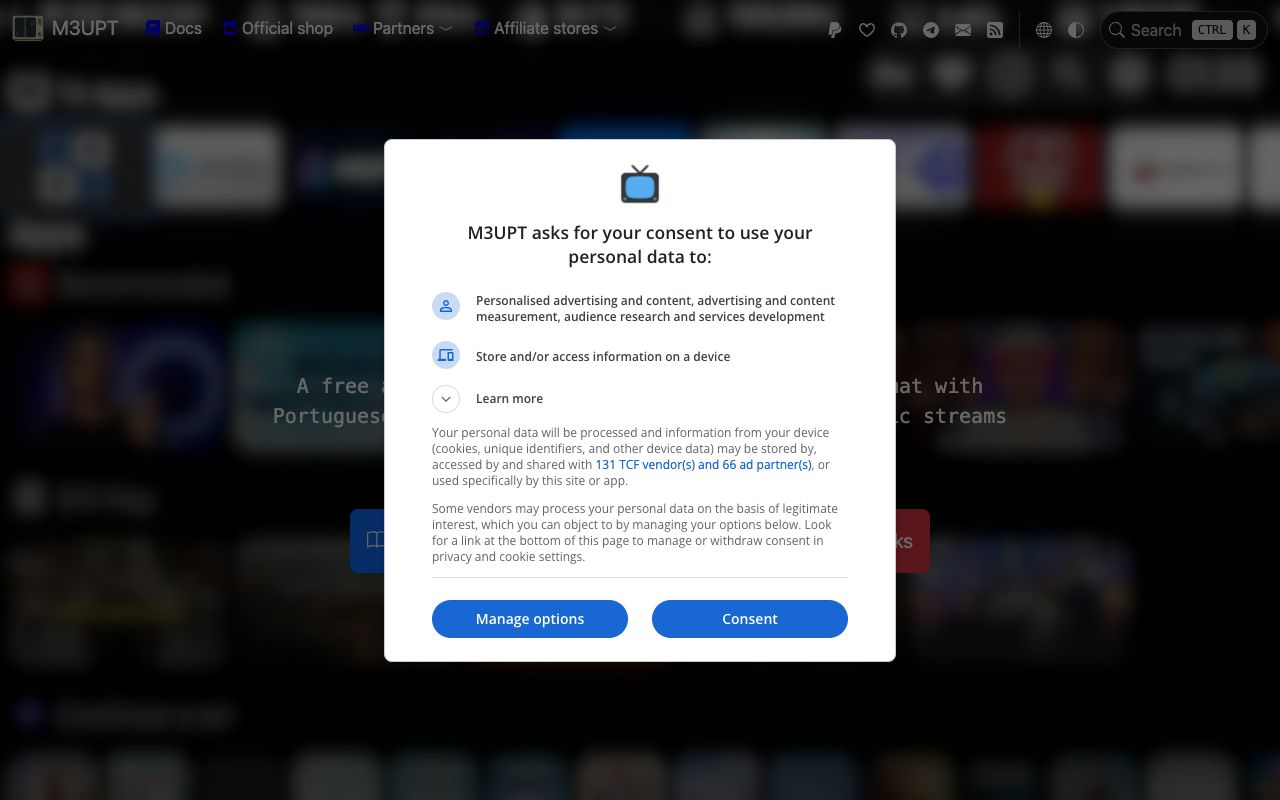 M3UPT
Docs
Official shop
Partners
Affiliate stores
Search
CTRL
K
M3UPT asks for your consent to use your
personal data to:
Personalised advertising and content, advertising and content
measurement, audience research and services development
Store and/or access information on a device
Learn more
Your personal data will be processed and information from your device
(cookies, unique identifiers, and other device data) may be stored by,
accessed by and shared with 131 TCF vendor(s) and 66 ad partner(s), or
used specifically by this site or app.
Some vendors may process your personal data on the basis of legitimate
interest, which you can object to by managing your options below. Look
for a link at the bottom of this page to manage or withdraw consent in
privacy and cookie settings.
Manage options
Consent
A free
with
Portugues
streams